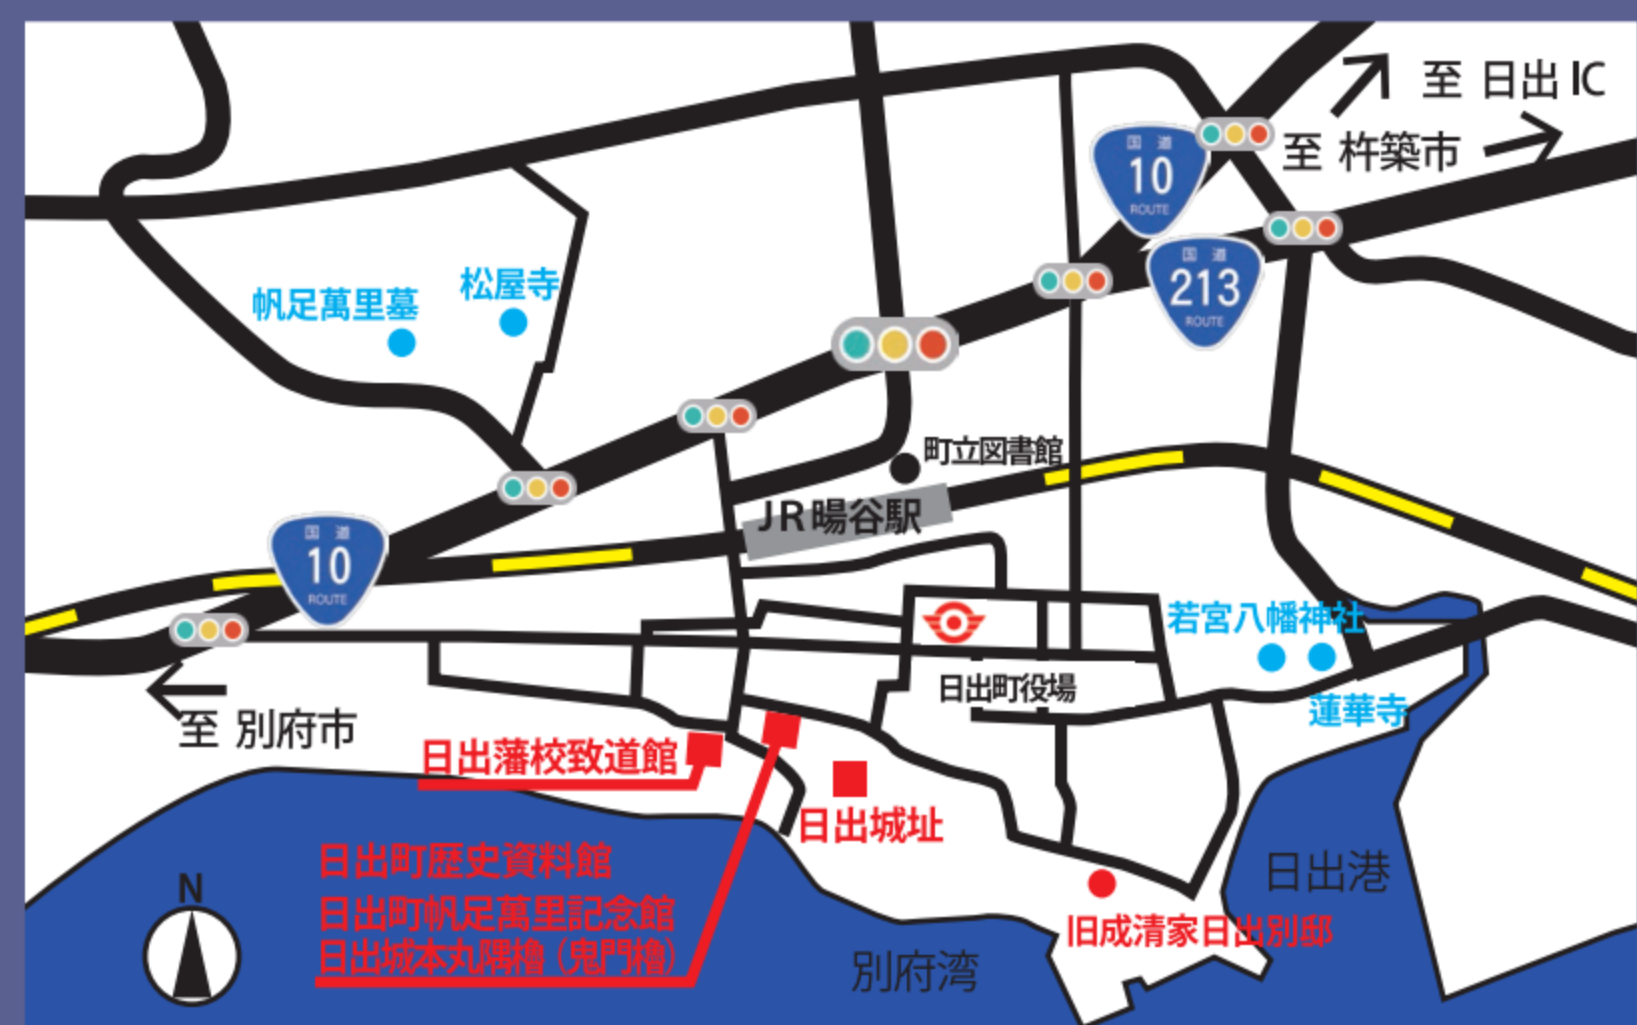 至 日出 IC
至 杵築市
国 道
10
ROUTE
国 道
213
ROUTE
松屋寺
帆足萬里墓
町立図書館
JR暘谷駅
国 道
10
ROUTE
若宮八幡神社
日出町役場
蓮華寺
至 別府市
日出藩校致道館
日出城址
日出町歴史資料館
日出町帆足萬里記念館
日出城本丸隅櫓（鬼門櫓）
日出港
旧成清家日出別邸
別府湾
N